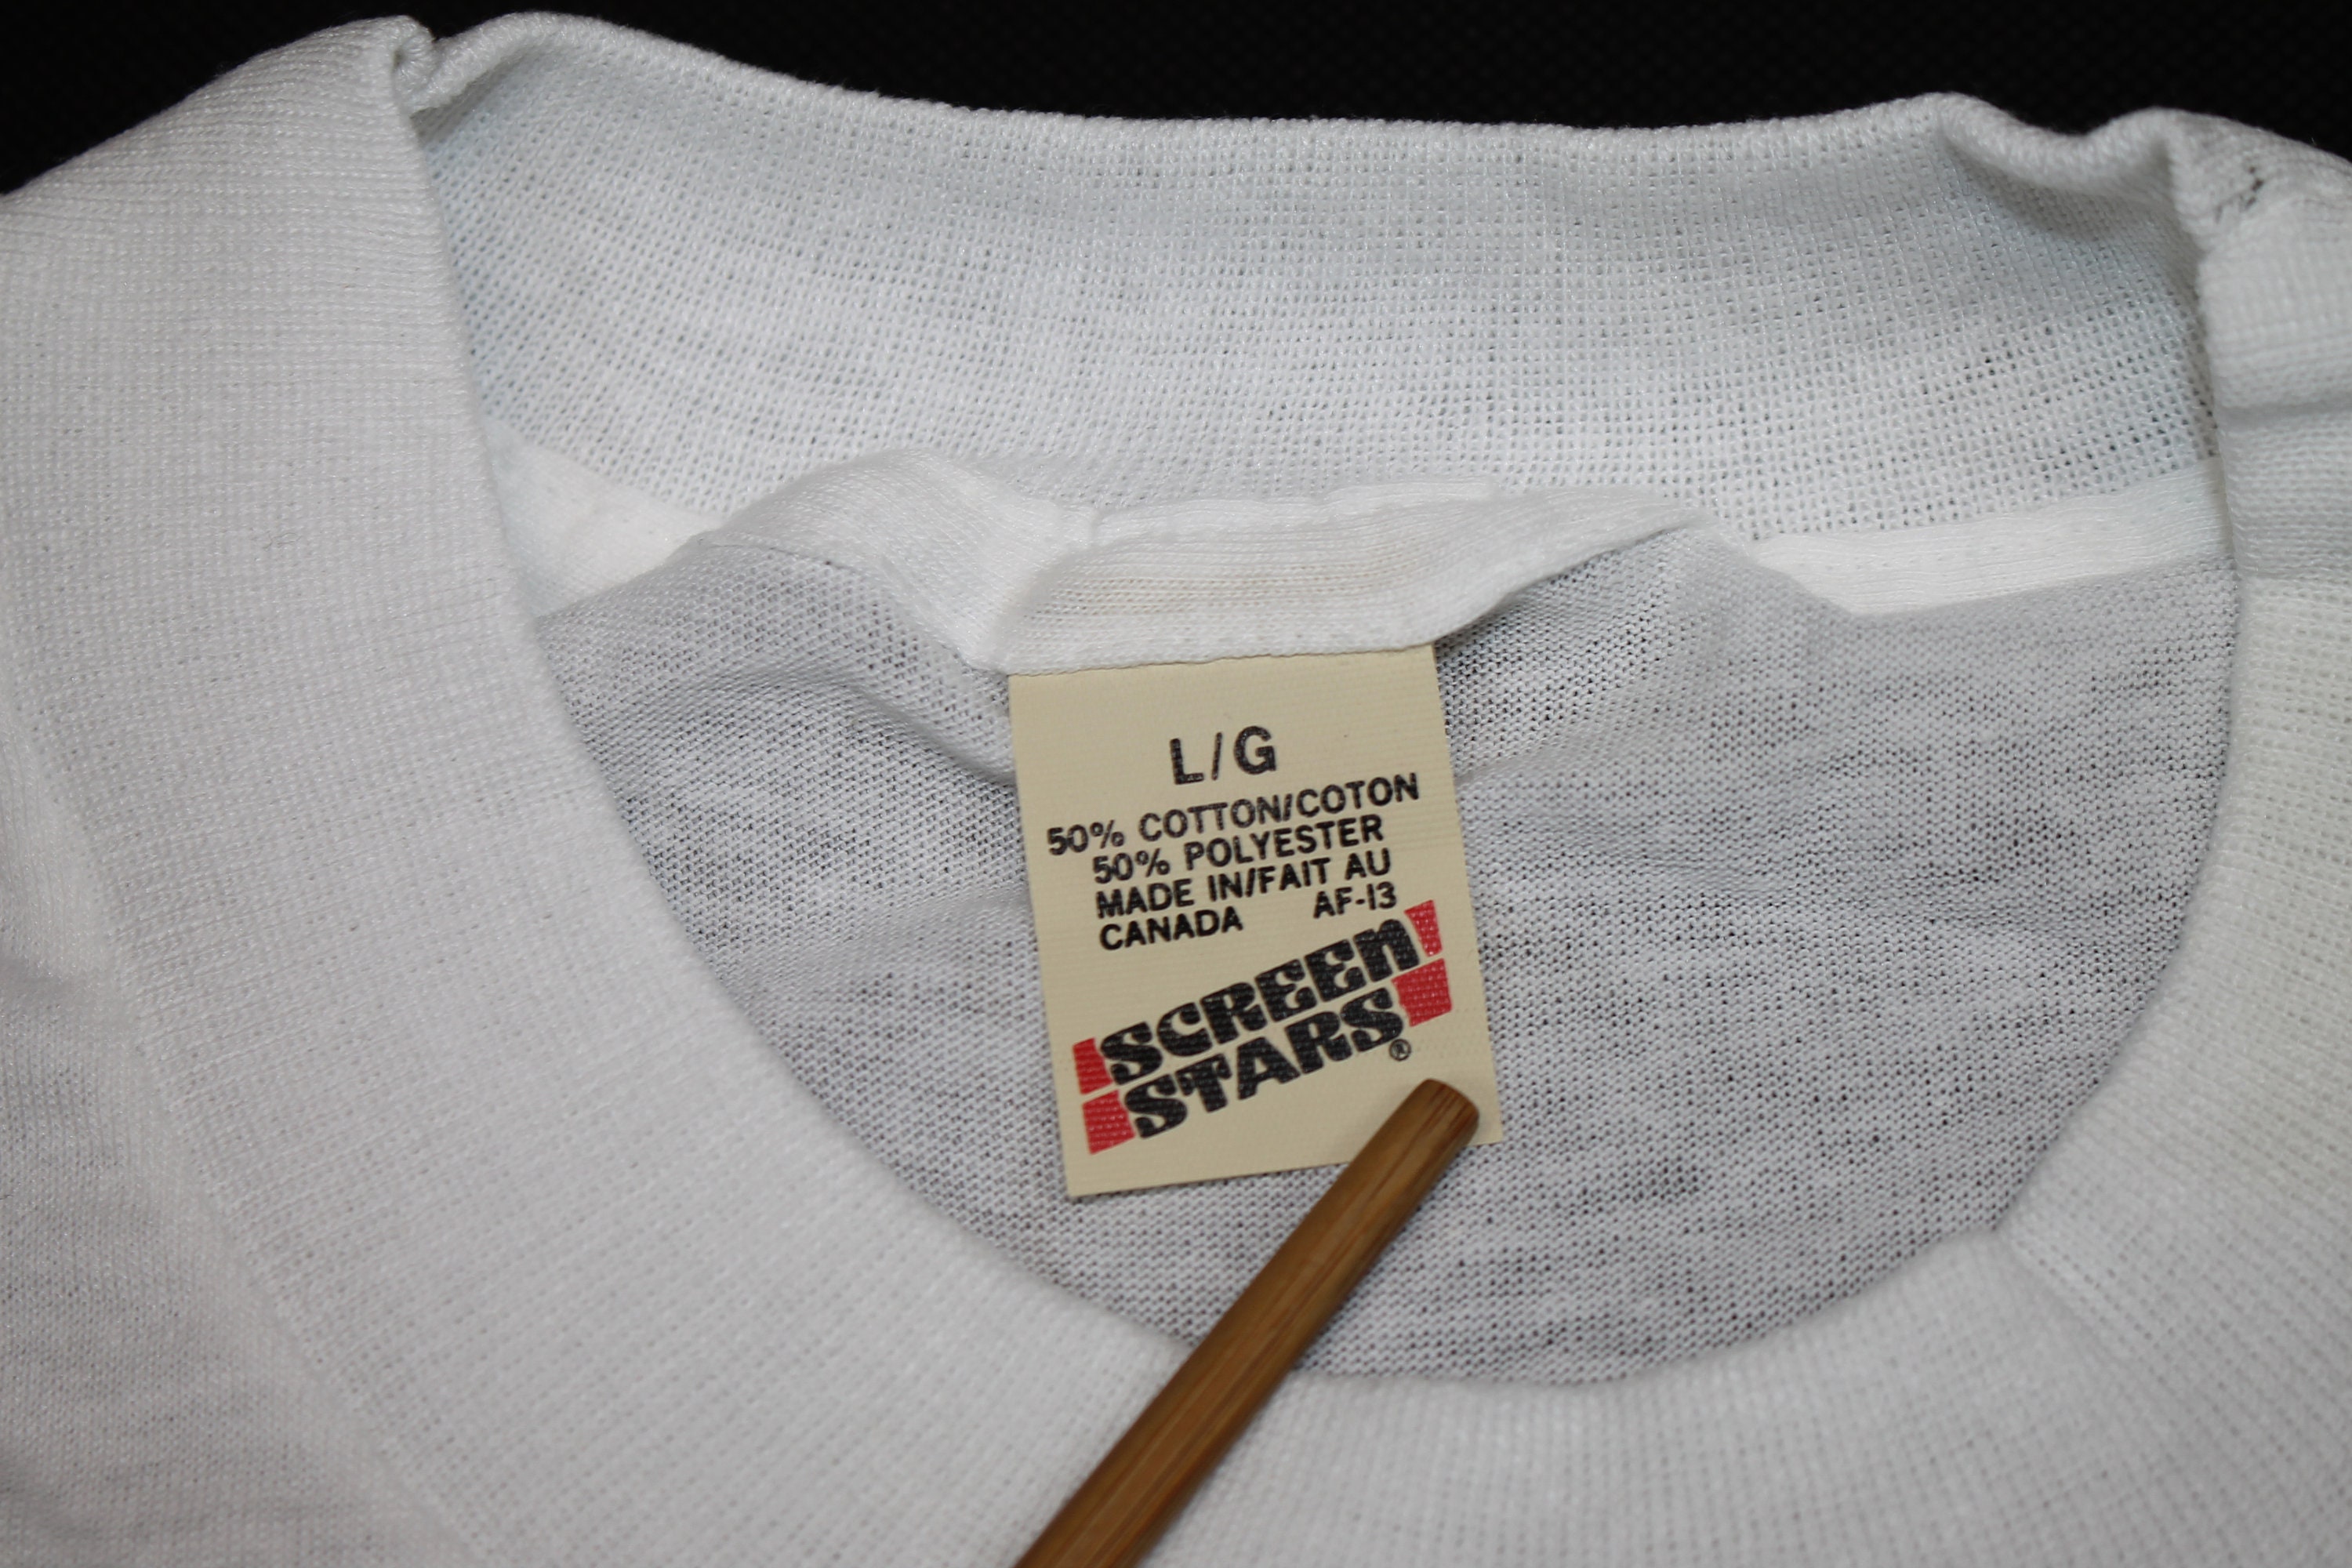 L/G
50% COTTON/COTON
50% POLYESTER
MADE IN/FAIT AU
CANADA AF-13
SCREEN
STARS®